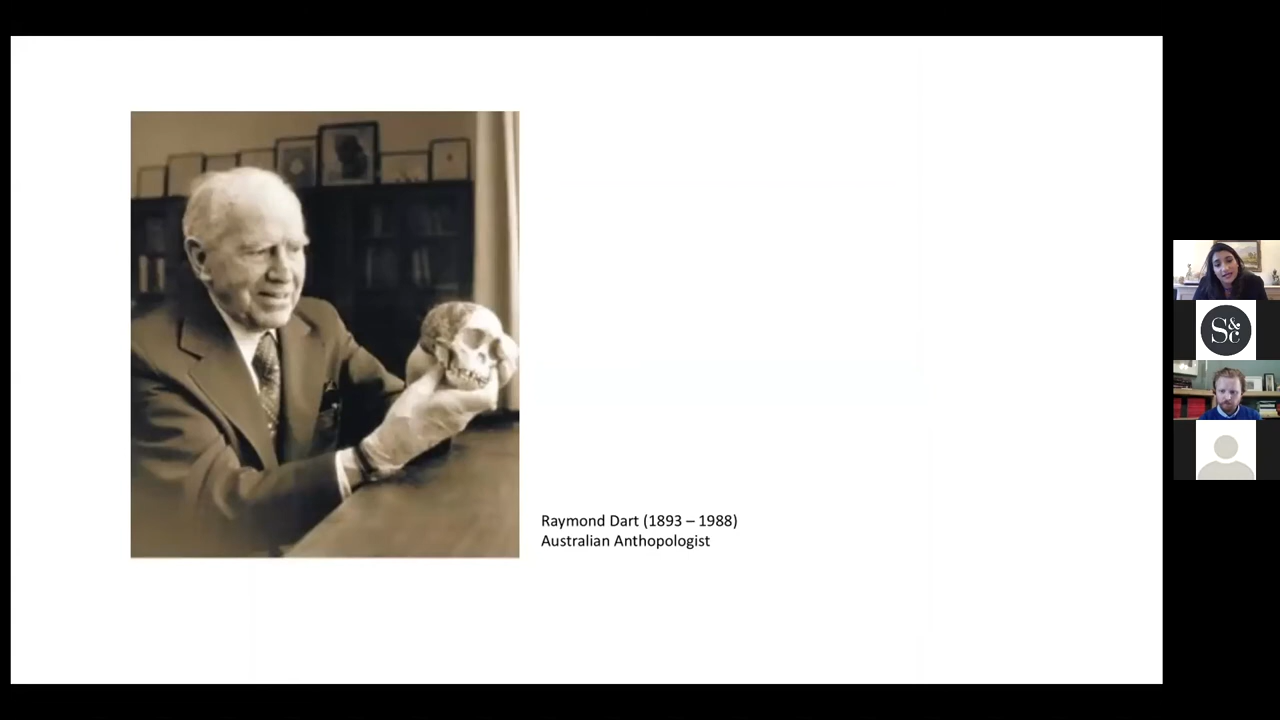 Raymond Dart (1893 – 1988)
Australian Anthopologist
S&c